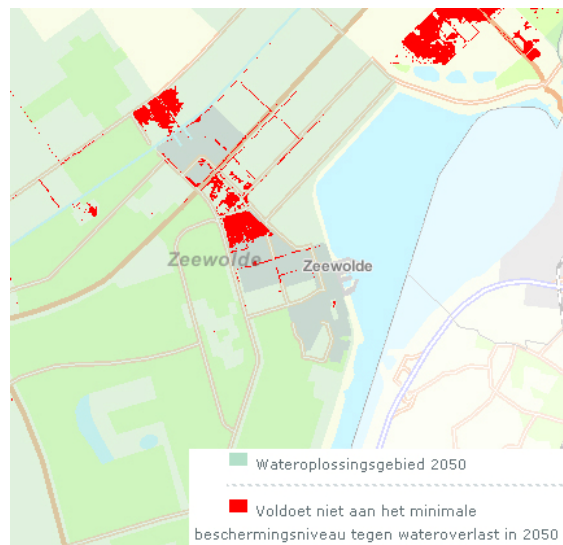 Zeewolde
Zeewolde
Wateroplossingsgebied 2050
Voldoet niet aan het minimale
beschermingsniveau tegen wateroverlast in 2050